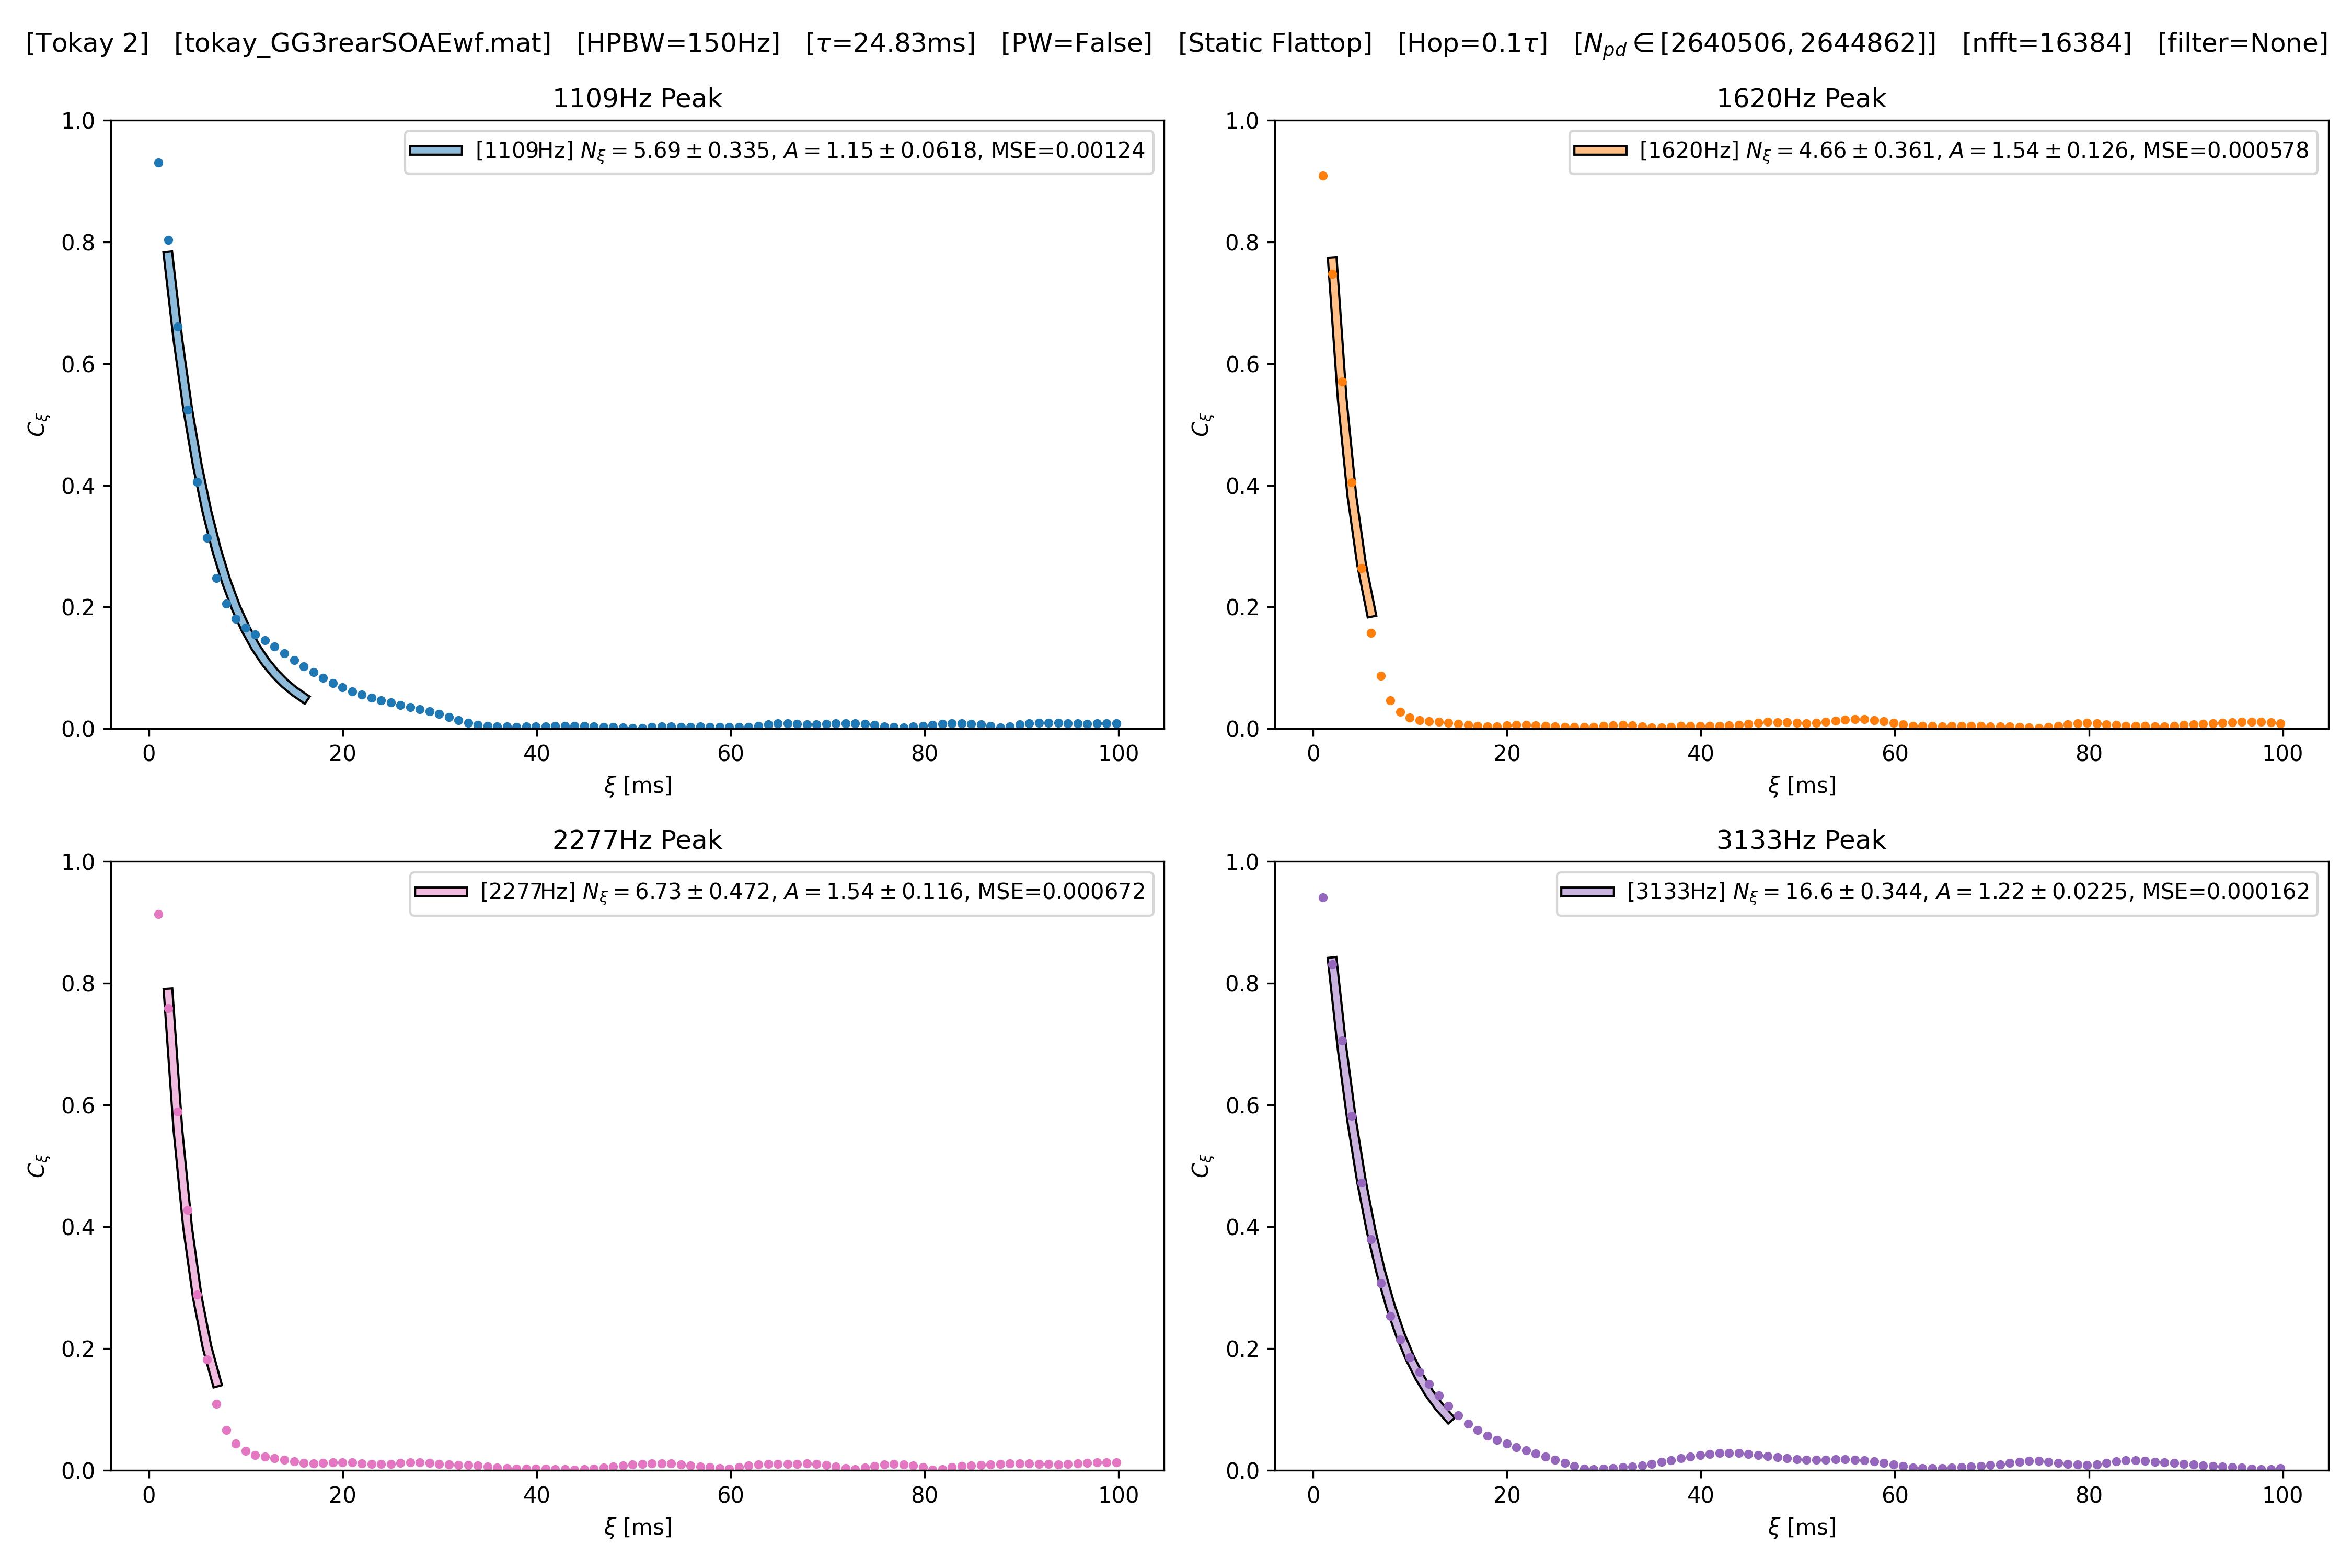 [Tokay 2] [tokay_GG3rearSOAEwf.mat] [HPBW=150Hz] [τ=24.83ms] [PW=False] [Static Flattop] [Hop=0.1τ] [N_pd ∈ [2640506, 2644862]] [nfft=16384] [filter=None]
1109Hz Peak
[1109Hz] N_ξ = 5.69 ± 0.335, A = 1.15 ± 0.0618, MSE=0.00124
1.0
0.8
0.6
0.4
0.2
0.0
C_ξ
0 20 40 60 80 100
ξ [ms]
1620Hz Peak
[1620Hz] N_ξ = 4.66 ± 0.361, A = 1.54 ± 0.126, MSE=0.000578
1.0
0.8
0.6
0.4
0.2
0.0
C_ξ
0 20 40 60 80 100
ξ [ms]
2277Hz Peak
[2277Hz] N_ξ = 6.73 ± 0.472, A = 1.54 ± 0.116, MSE=0.000672
1.0
0.8
0.6
0.4
0.2
0.0
C_ξ
0 20 40 60 80 100
ξ [ms]
3133Hz Peak
[3133Hz] N_ξ = 16.6 ± 0.344, A = 1.22 ± 0.0225, MSE=0.000162
1.0
0.8
0.6
0.4
0.2
0.0
C_ξ
0 20 40 60 80 100
ξ [ms]